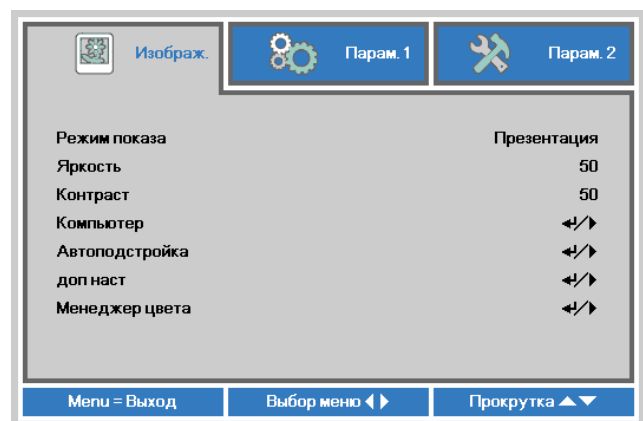 Изображ. Парам. 1 Парам. 2
Режим показа Презентация
Яркость 50
Контраст 50
Компьютер ↵/▶
Автоподстройка ↵/▶
доп наст ↵/▶
Менеджер цвета ↵/▶
Menu = Выход Выбор меню ◀▶ Прокрутка ▲▼